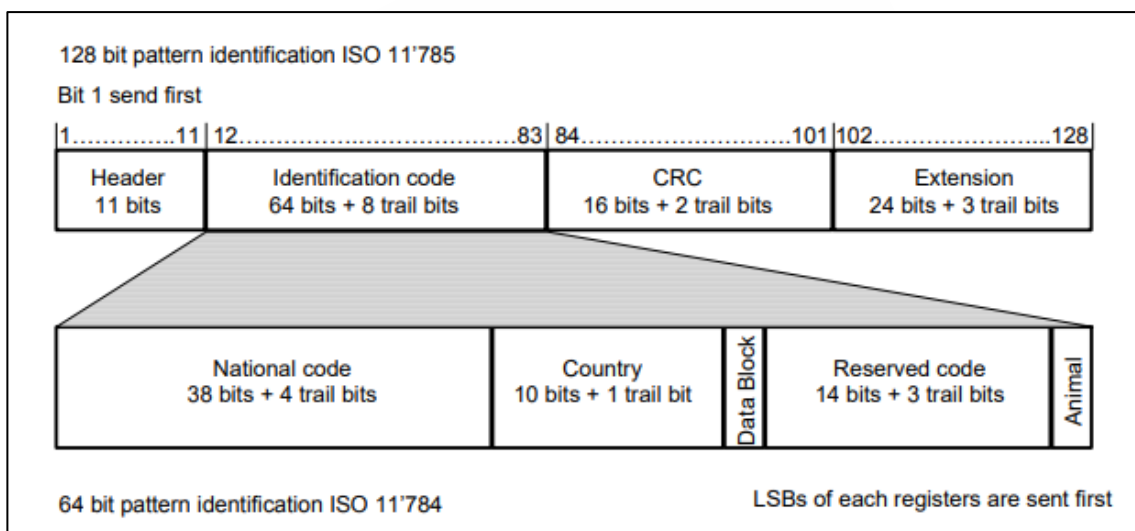 128 bit pattern identification ISO 11'785
Bit 1 send first
1…………..11 12…………..………………….83 84……………………101 102…………………...128
Header
11 bits
Identification code
64 bits + 8 trail bits
CRC
16 bits + 2 trail bits
Extension
24 bits + 3 trail bits
National code
38 bits + 4 trail bits
Country
10 bits + 1 trail bit
Data Block
Reserved code
14 bits + 3 trail bits
Animal
64 bit pattern identification ISO 11'784
LSBs of each registers are sent first